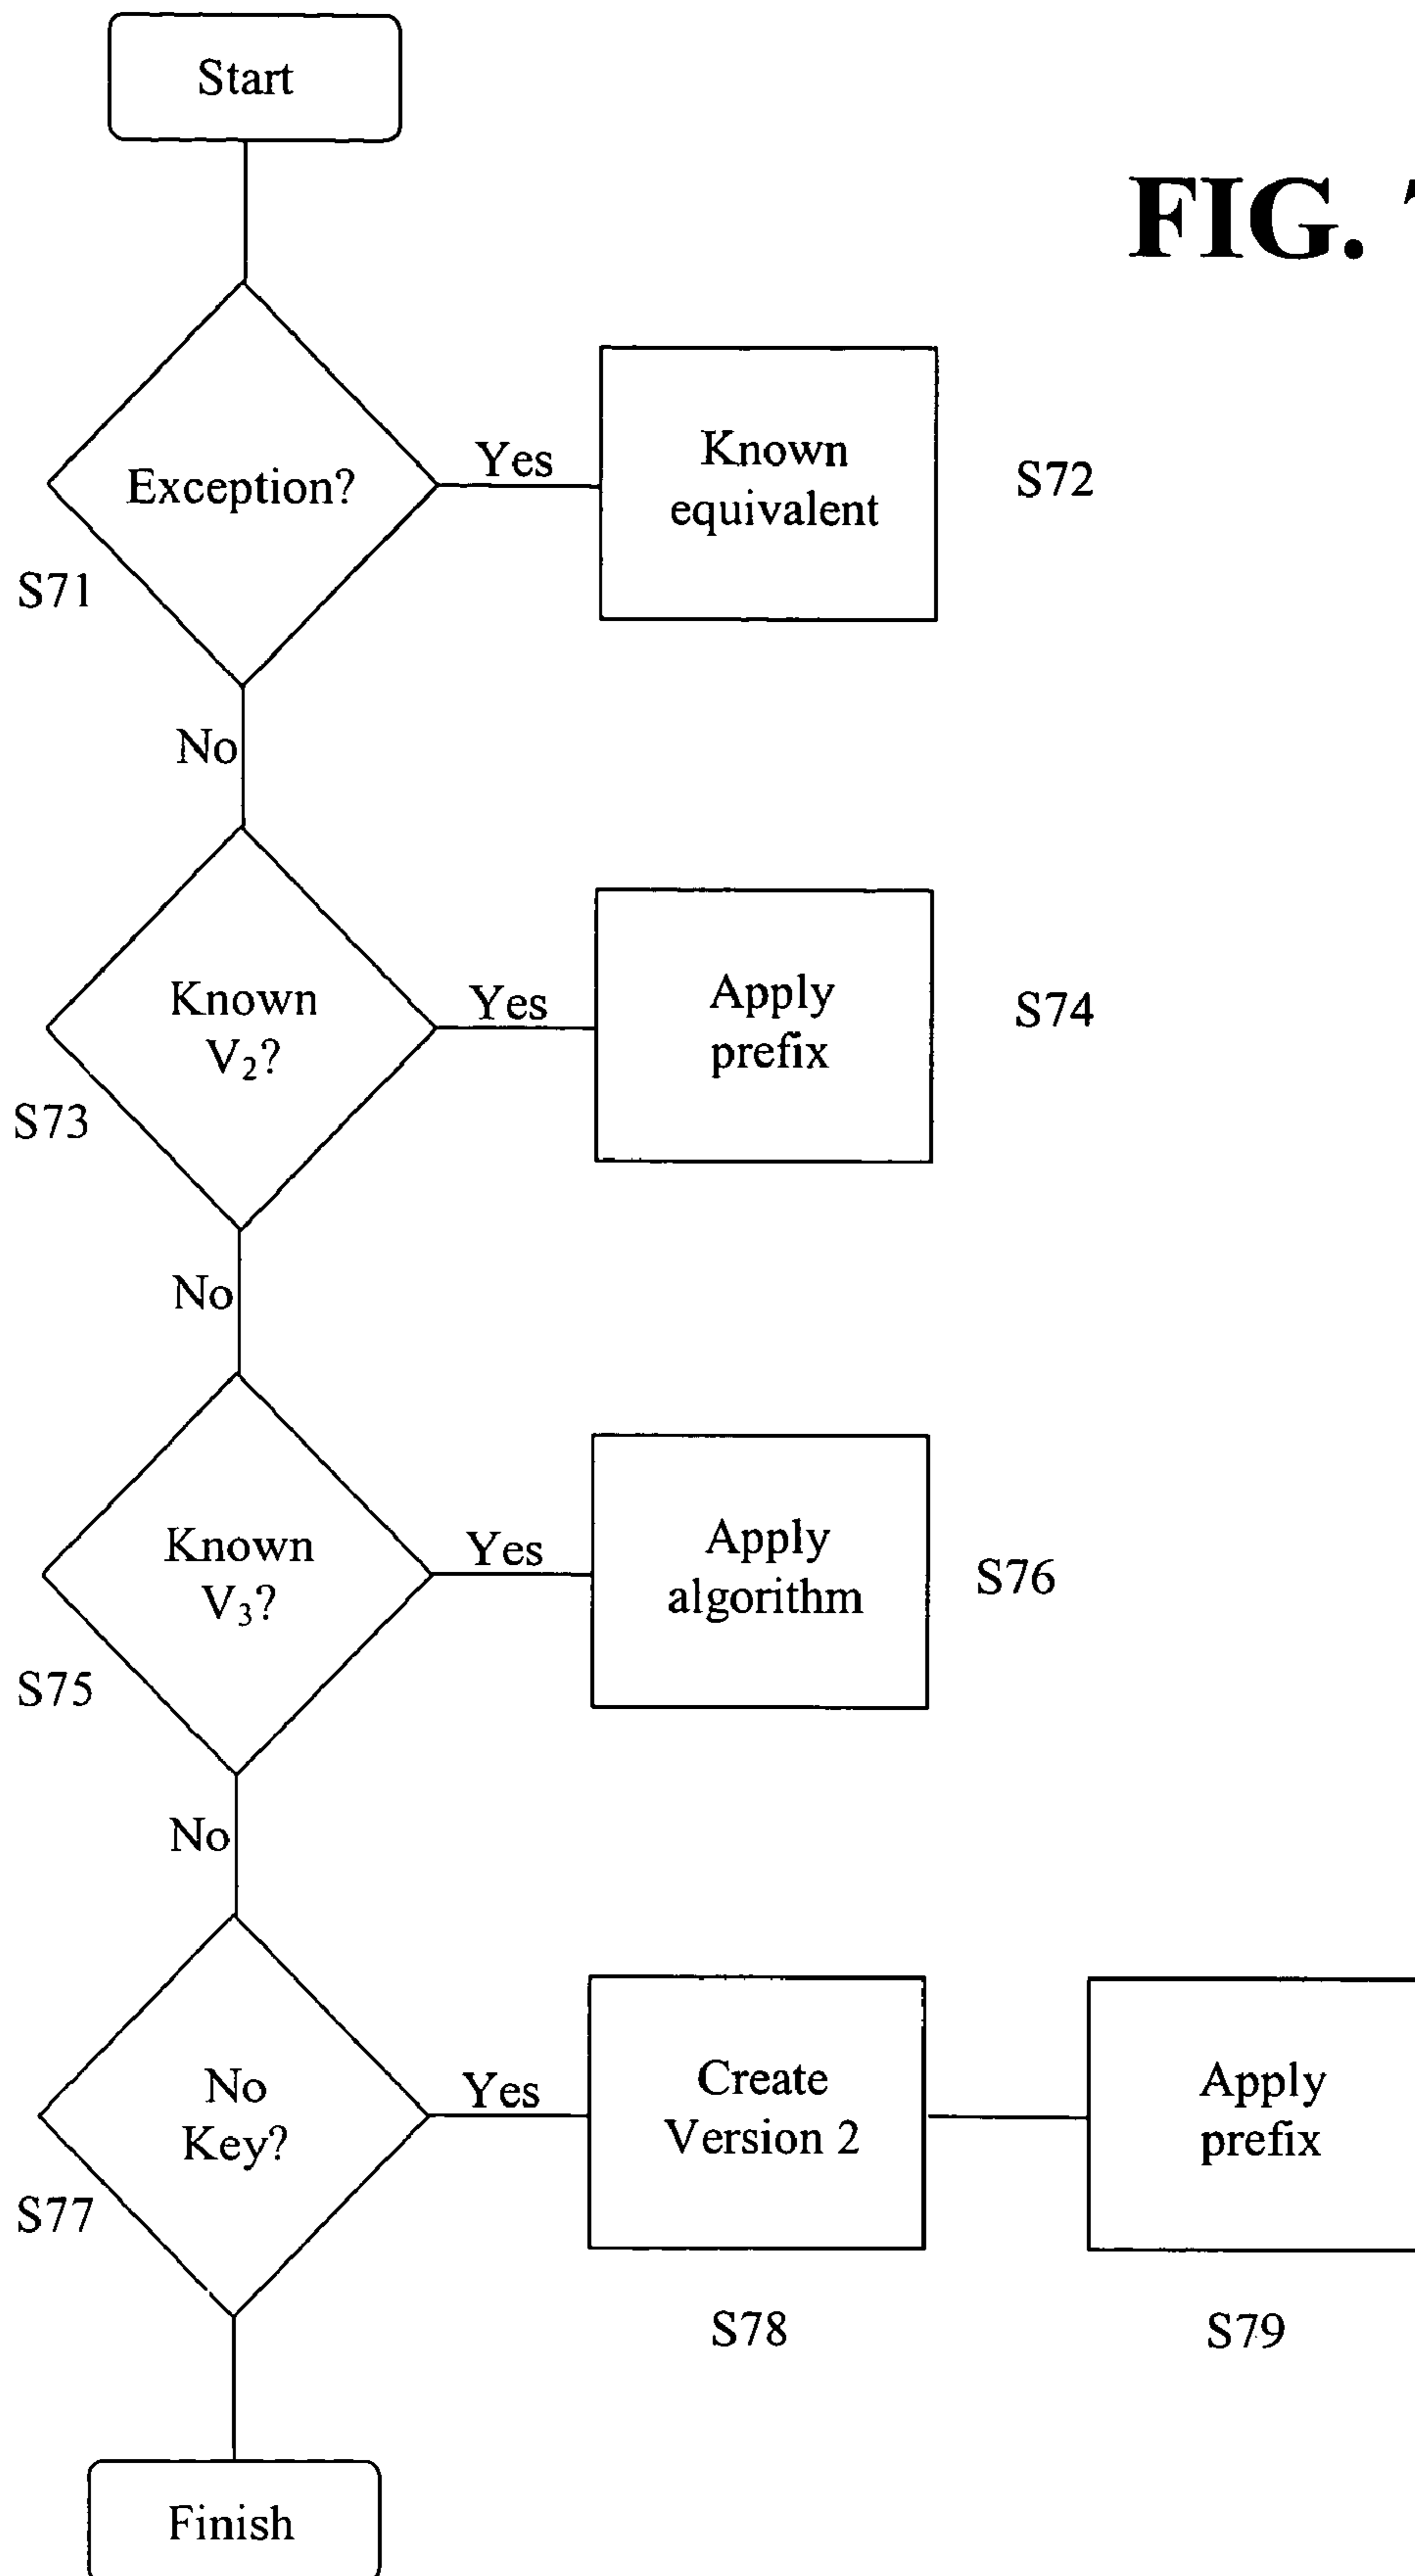 Start
FIG.
Exception?
Yes
Known
equivalent
S72
S71
No
Known
V₂?
Yes
Apply
prefix
S74
S73
No
Known
V₃?
Yes
Apply
algorithm
S76
S75
No
No
Key?
Yes
Create
Version 2
Apply
prefix
S77
S78
S79
Finish